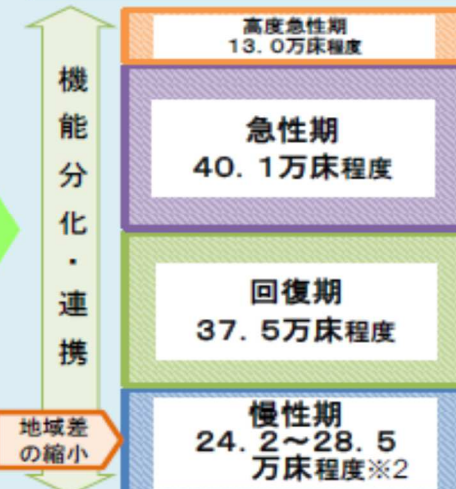 機能分化・連携
高度急性期
13．0万床程度
急性期
40．1万床程度
回復期
37．5万床程度
地域差
の縮小
慢性期
24．2～28．5
万床程度※2